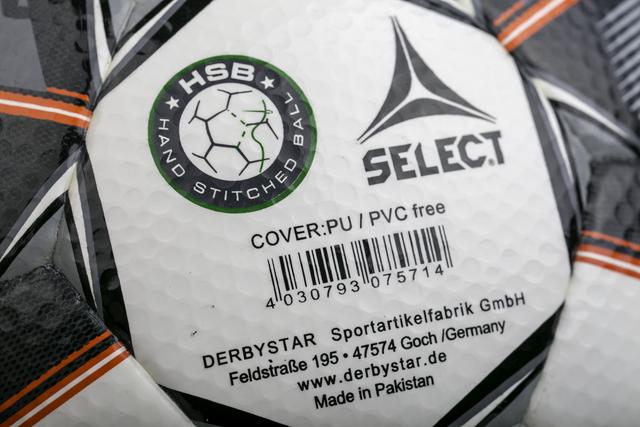 HSB
HAND STITCHED BALL
SELECT
COVER:PU / PVC free
4 030793 075714
DERBYSTAR Sportartikelfabrik GmbH
Feldstraße 195 • 47574 Goch /Germany
www.derbystar.de
Made in Pakistan